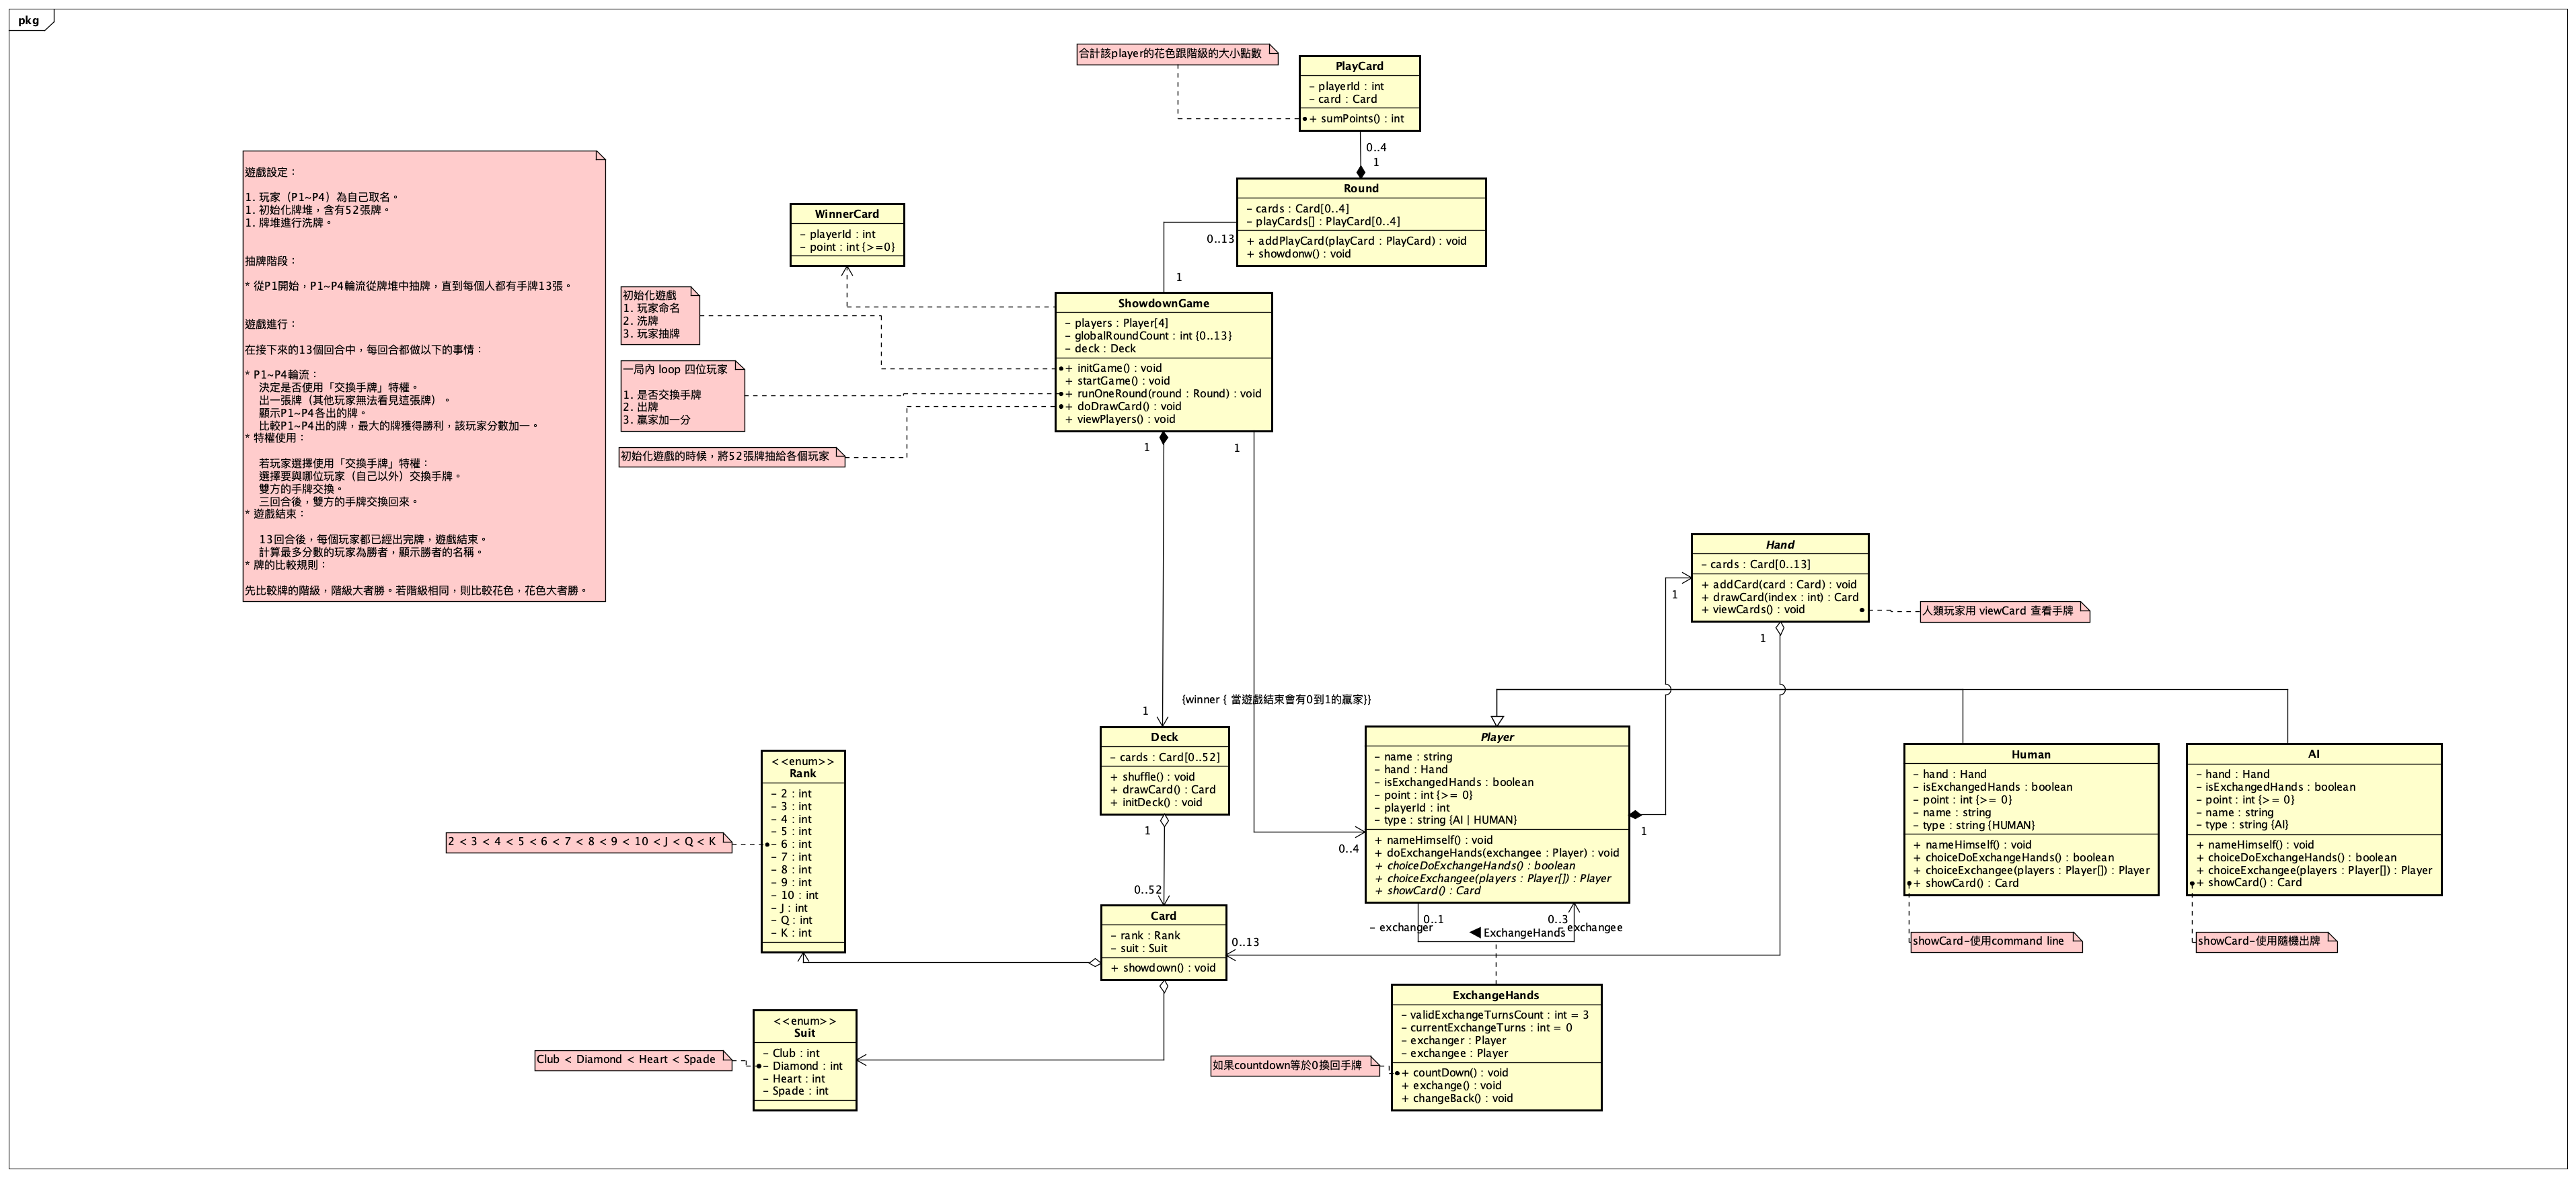 pkg
合計該player的花色跟階級的大小點數
PlayCard
- playerId : int
- card : Card
+ sumPoints() : int
0..4
1
Round
- cards : Card[0..4]
- playCards[] : PlayCard[0..4]
+ addPlayCard(playCard : PlayCard) : void
+ showdonw() : void
0..13
1
遊戲設定：
1. 玩家（P1~P4）為自己取名。
1. 初始化牌堆，含有52張牌。
1. 牌堆進行洗牌。
抽牌階段：
* 從P1開始，P1~P4輪流從牌堆中抽牌，直到每個人都有手牌13張。
遊戲進行：
在接下來的13個回合中，每回合都做以下的事情：
* P1~P4輪流：
決定是否使用「交換手牌」特權。
出一張牌（其他玩家無法看見這張牌）。
顯示P1~P4各出的牌。
比較P1~P4出的牌，最大的牌獲得勝利，該玩家分數加一。
* 特權使用：
若玩家選擇使用「交換手牌」特權：
選擇要與哪位玩家（自己以外）交換手牌。
雙方的手牌交換。
三回合後，雙方的手牌交換回來。
* 遊戲結束：
13回合後，每個玩家都已經出完牌，遊戲結束。
計算最多分數的玩家為勝者，顯示勝者的名稱。
* 牌的比較規則：
先比較牌的階級，階級大者勝。若階級相同，則比較花色，花色大者勝。
WinnerCard
- playerId : int
- point : int {>=0}
初始化遊戲
1. 玩家命名
2. 洗牌
3. 玩家抽牌
一局內 loop 四位玩家
1. 是否交換手牌
2. 出牌
3. 贏家加一分
初始化遊戲的時候，將52張牌抽給各個玩家
ShowdownGame
- players : Player[4]
- globalRoundCount : int {0..13}
- deck : Deck
+ initGame() : void
+ startGame() : void
+ runOneRound(round : Round) : void
+ doDrawCard() : void
+ viewPlayers() : void
1
1
{winner { 當遊戲結束會有0到1的贏家}}
1
0..4
Hand
- cards : Card[0..13]
+ addCard(card : Card) : void
+ drawCard(index : int) : Card
+ viewCards() : void
人類玩家用 viewCard 查看手牌
1
1
Deck
- cards : Card[0..52]
+ shuffle() : void
+ drawCard() : Card
+ initDeck() : void
1
0..52
Player
- name : string
- hand : Hand
- isExchangedHands : boolean
- point : int {>= 0}
- playerId : int
- type : string {AI | HUMAN}
+ nameHimself() : void
+ doExchangeHands(exchangee : Player) : void
+ choiceDoExchangeHands() : boolean
+ choiceExchangee(players : Player[]) : Player
+ showCard() : Card
1
Human
- hand : Hand
- isExchangedHands : boolean
- point : int {>= 0}
- name : string
- type : string {HUMAN}
+ nameHimself() : void
+ choiceDoExchangeHands() : boolean
+ choiceExchangee(players : Player[]) : Player
+ showCard() : Card
showCard-使用command line
AI
- hand : Hand
- isExchangedHands : boolean
- point : int {>= 0}
- name : string
- type : string {AI}
+ nameHimself() : void
+ choiceDoExchangeHands() : boolean
+ choiceExchangee(players : Player[]) : Player
+ showCard() : Card
showCard-使用隨機出牌
<<enum>>
Rank
- 2 : int
- 3 : int
- 4 : int
- 5 : int
- 6 : int
- 7 : int
- 8 : int
- 9 : int
- 10 : int
- J : int
- Q : int
- K : int
2 < 3 < 4 < 5 < 6 < 7 < 8 < 9 < 10 < J < Q < K
Card
- rank : Rank
- suit : Suit
+ showdown() : void
0..13
0..1
- exchanger
ExchangeHands
0..3
- exchangee
<<enum>>
Suit
- Club : int
- Diamond : int
- Heart : int
- Spade : int
Club < Diamond < Heart < Spade
ExchangeHands
- validExchangeTurnsCount : int = 3
- currentExchangeTurns : int = 0
- exchanger : Player
- exchangee : Player
+ countDown() : void
+ exchange() : void
+ changeBack() : void
如果countdown等於0換回手牌